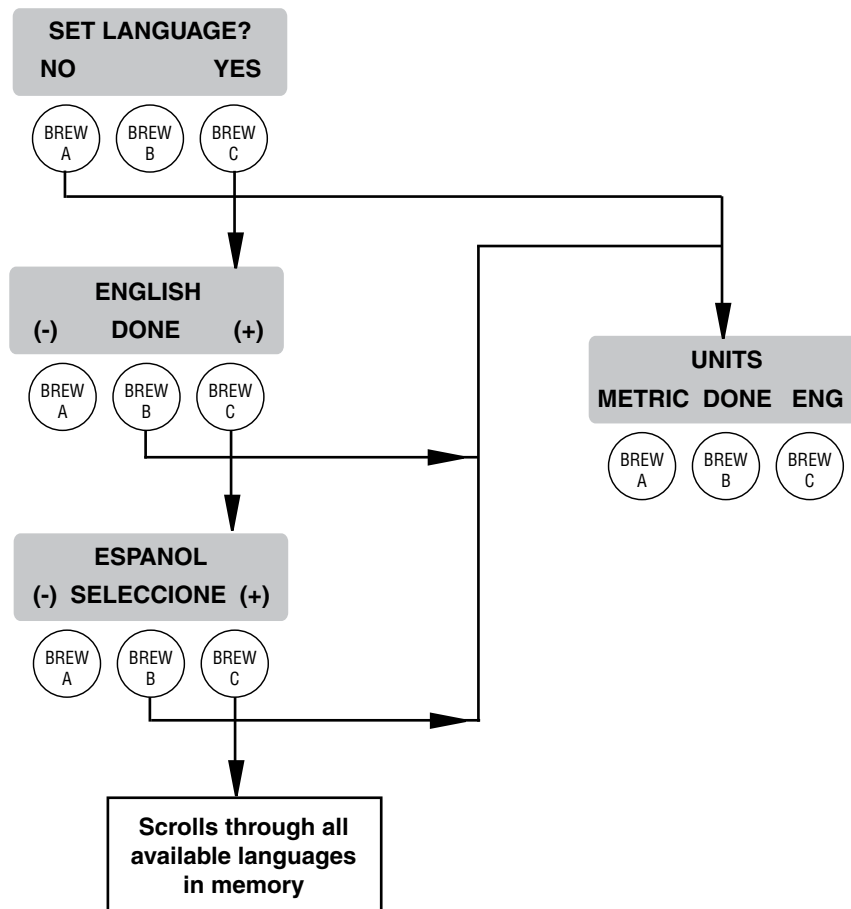 SET LANGUAGE?
NO YES
BREW A
BREW B
BREW C
ENGLISH
(-) DONE (+)
BREW A
BREW B
BREW C
UNITS
METRIC DONE ENG
BREW A
BREW B
BREW C
ESPANOL
(-) SELECCIONE (+)
BREW A
BREW B
BREW C
Scrolls through all
available languages
in memory